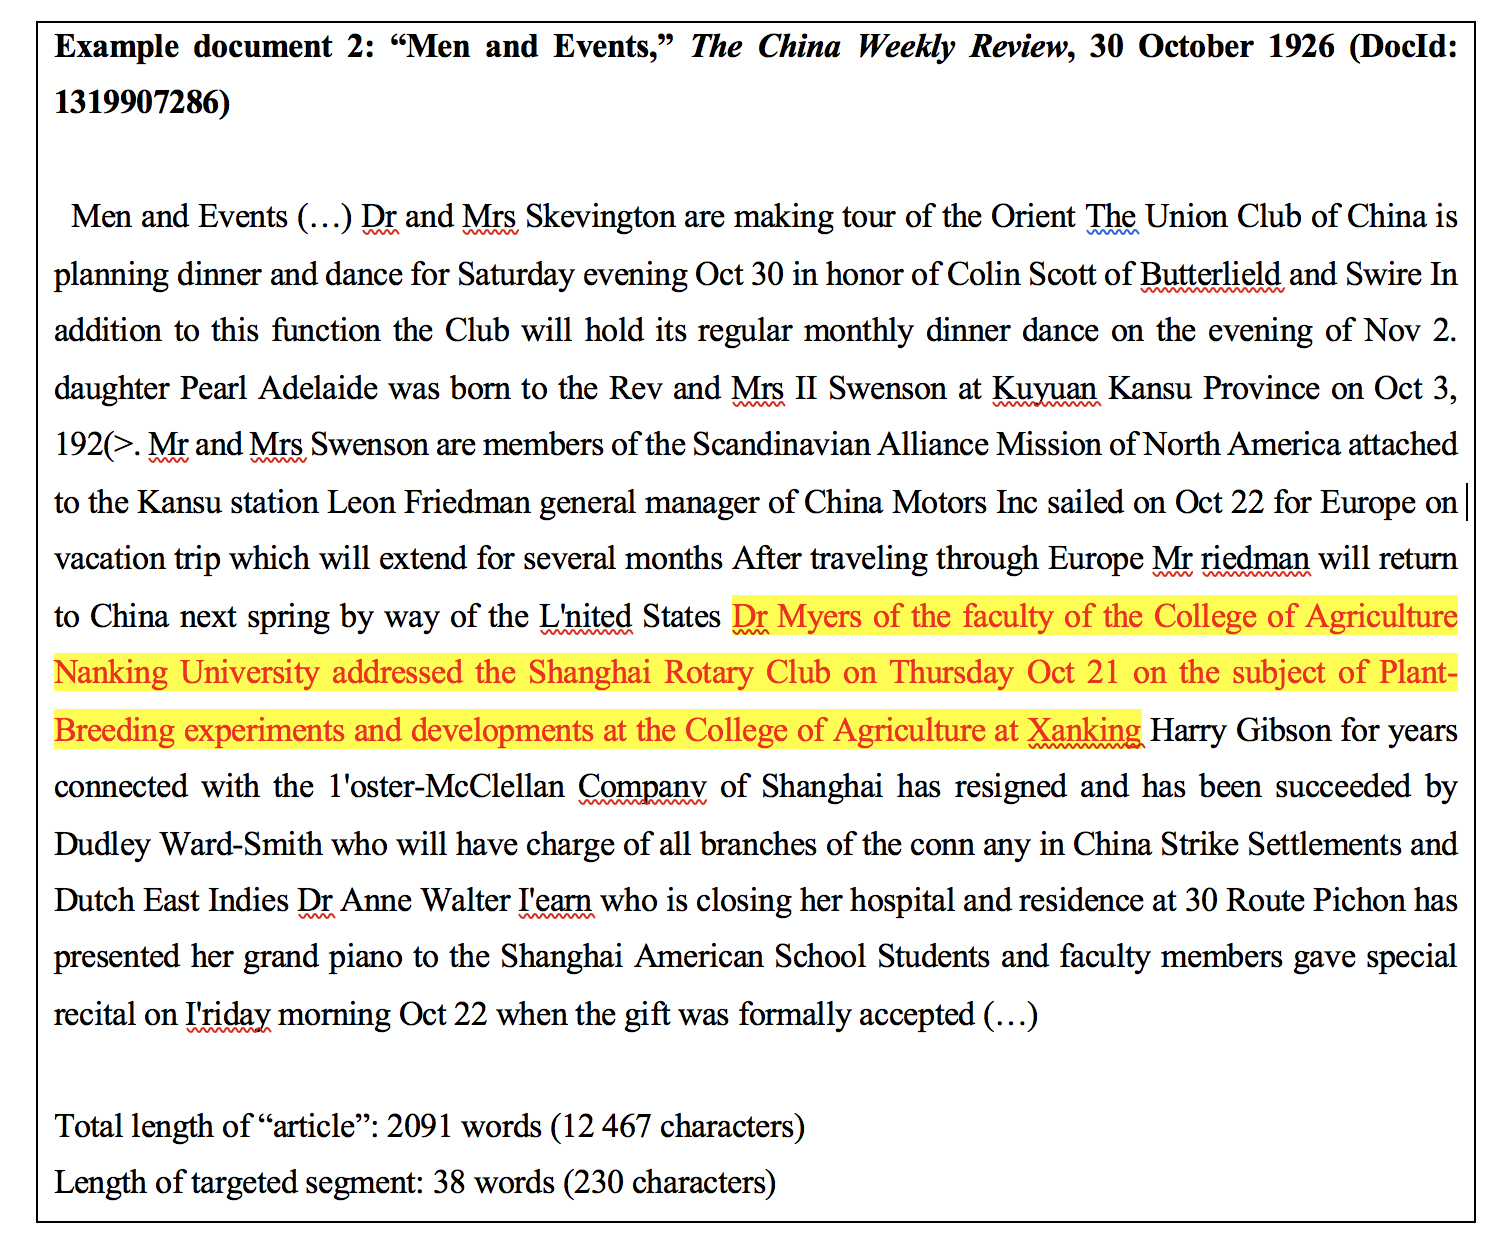 Example document 2: “Men and Events,” The China Weekly Review, 30 October 1926 (DocId:
1319907286)
Men and Events (…) Dr and Mrs Skevington are making tour of the Orient The Union Club of China is
planning dinner and dance for Saturday evening Oct 30 in honor of Colin Scott of Butterlield and Swire In
addition to this function the Club will hold its regular monthly dinner dance on the evening of Nov 2.
daughter Pearl Adelaide was born to the Rev and Mrs II Swenson at Kuyuan Kansu Province on Oct 3,
192(>. Mr and Mrs Swenson are members of the Scandinavian Alliance Mission of North America attached
to the Kansu station Leon Friedman general manager of China Motors Inc sailed on Oct 22 for Europe on
vacation trip which will extend for several months After traveling through Europe Mr riedman will return
to China next spring by way of the L'nited States Dr Myers of the faculty of the College of Agriculture
Nanking University addressed the Shanghai Rotary Club on Thursday Oct 21 on the subject of Plant-
Breeding experiments and developments at the College of Agriculture at Xanking Harry Gibson for years
connected with the 1'oster-McClellan Companv of Shanghai has resigned and has been succeeded by
Dudley Ward-Smith who will have charge of all branches of the conn any in China Strike Settlements and
Dutch East Indies Dr Anne Walter I'earn who is closing her hospital and residence at 30 Route Pichon has
presented her grand piano to the Shanghai American School Students and faculty members gave special
recital on I'riday morning Oct 22 when the gift was formally accepted (…)
Total length of “article”: 2091 words (12 467 characters)
Length of targeted segment: 38 words (230 characters)